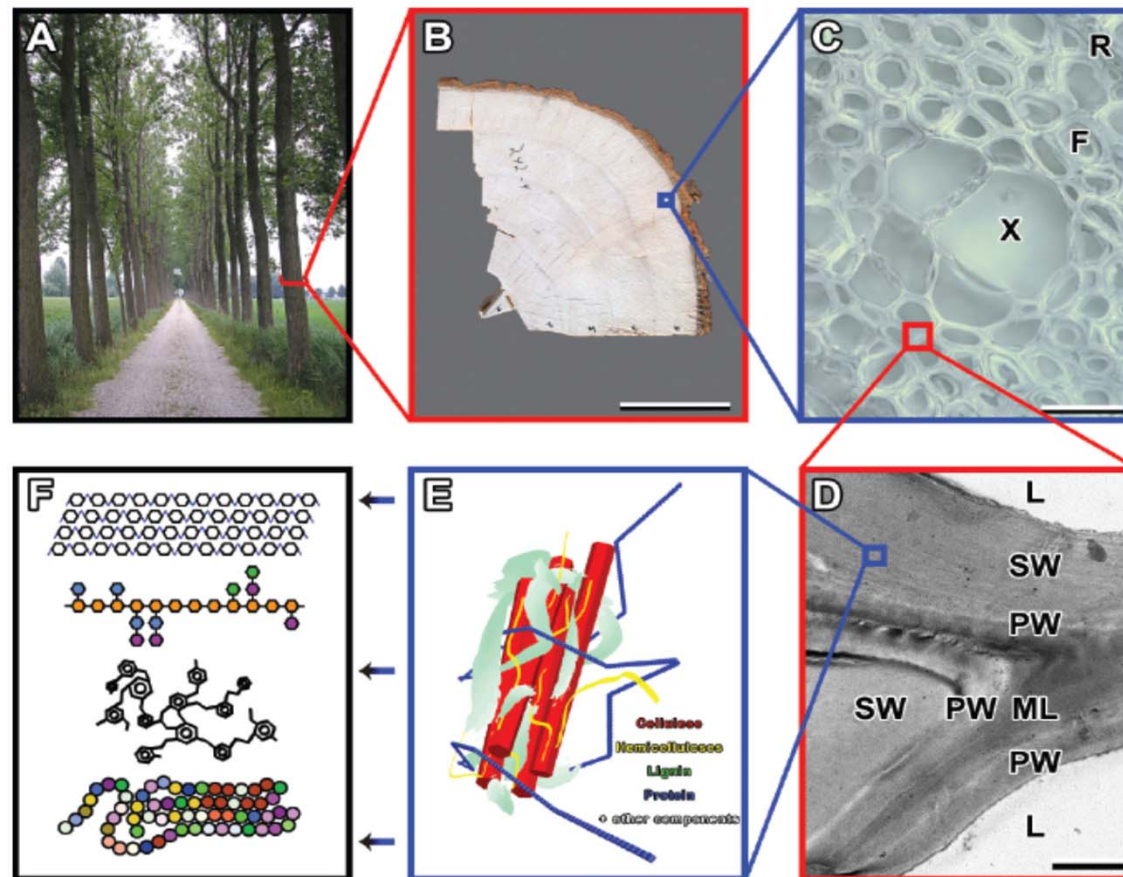 A
B
C
R
F
X
F
E
Cellulose
Hemicelluloses
Lignin
Protein
+ other components
D
L
SW
PW
SW PW ML
PW
L